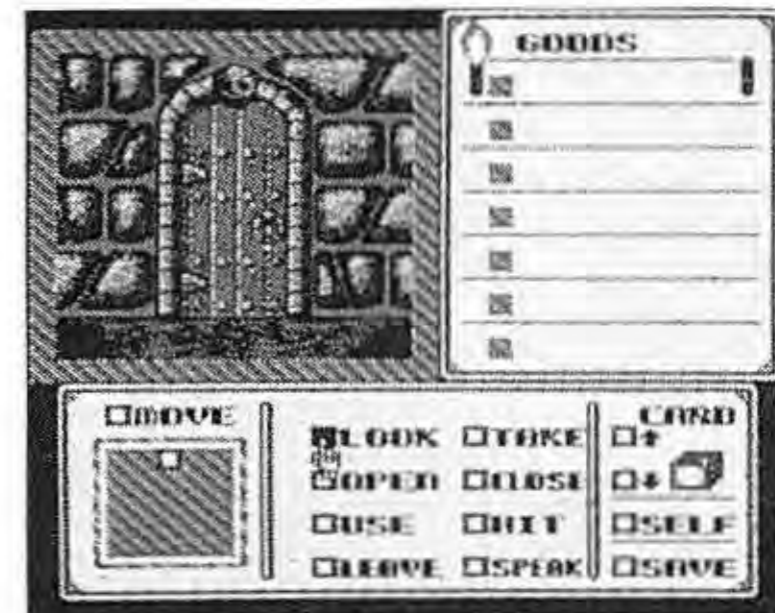 GOODS
MOVE
CARD
LOOK TAKE
OPEN CLOSE
USE HIT SELF
LEAVE SPEAK SAVE